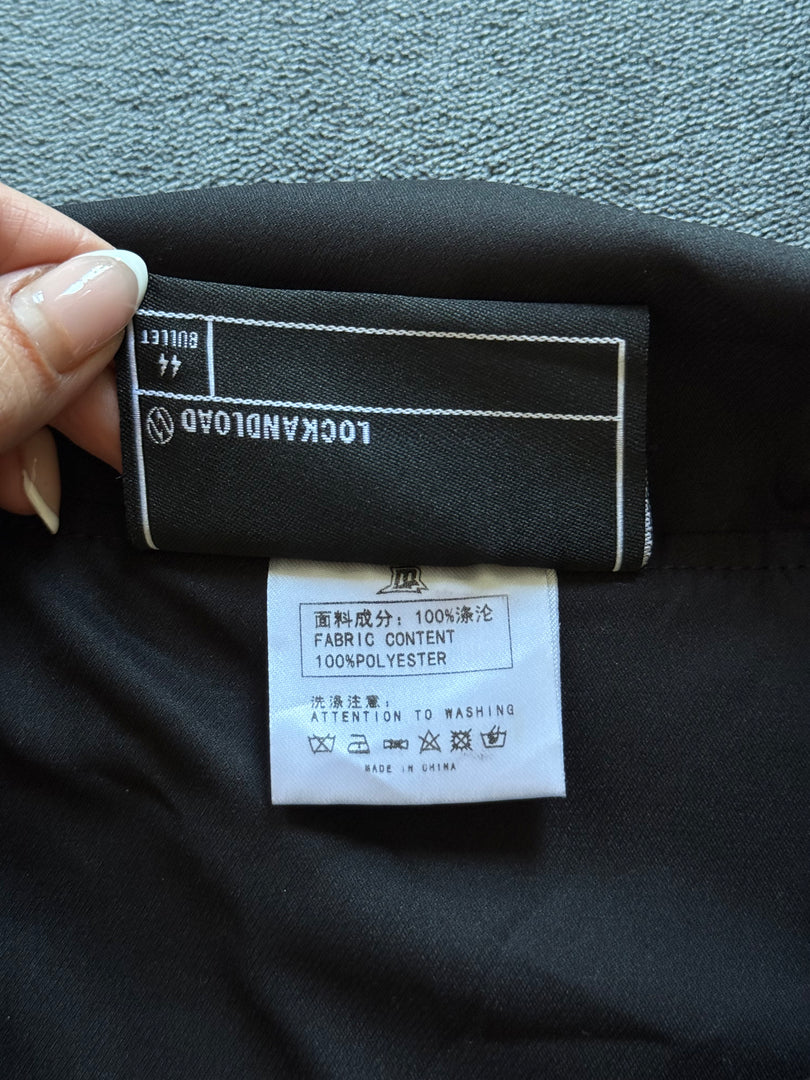 LOCKANDLOAD
44
BULLET
面料成分：100%涤沦
FABRIC CONTENT
100%POLYESTER
洗涤注意：
ATTENTION TO WASHING
MADE IN CHINA